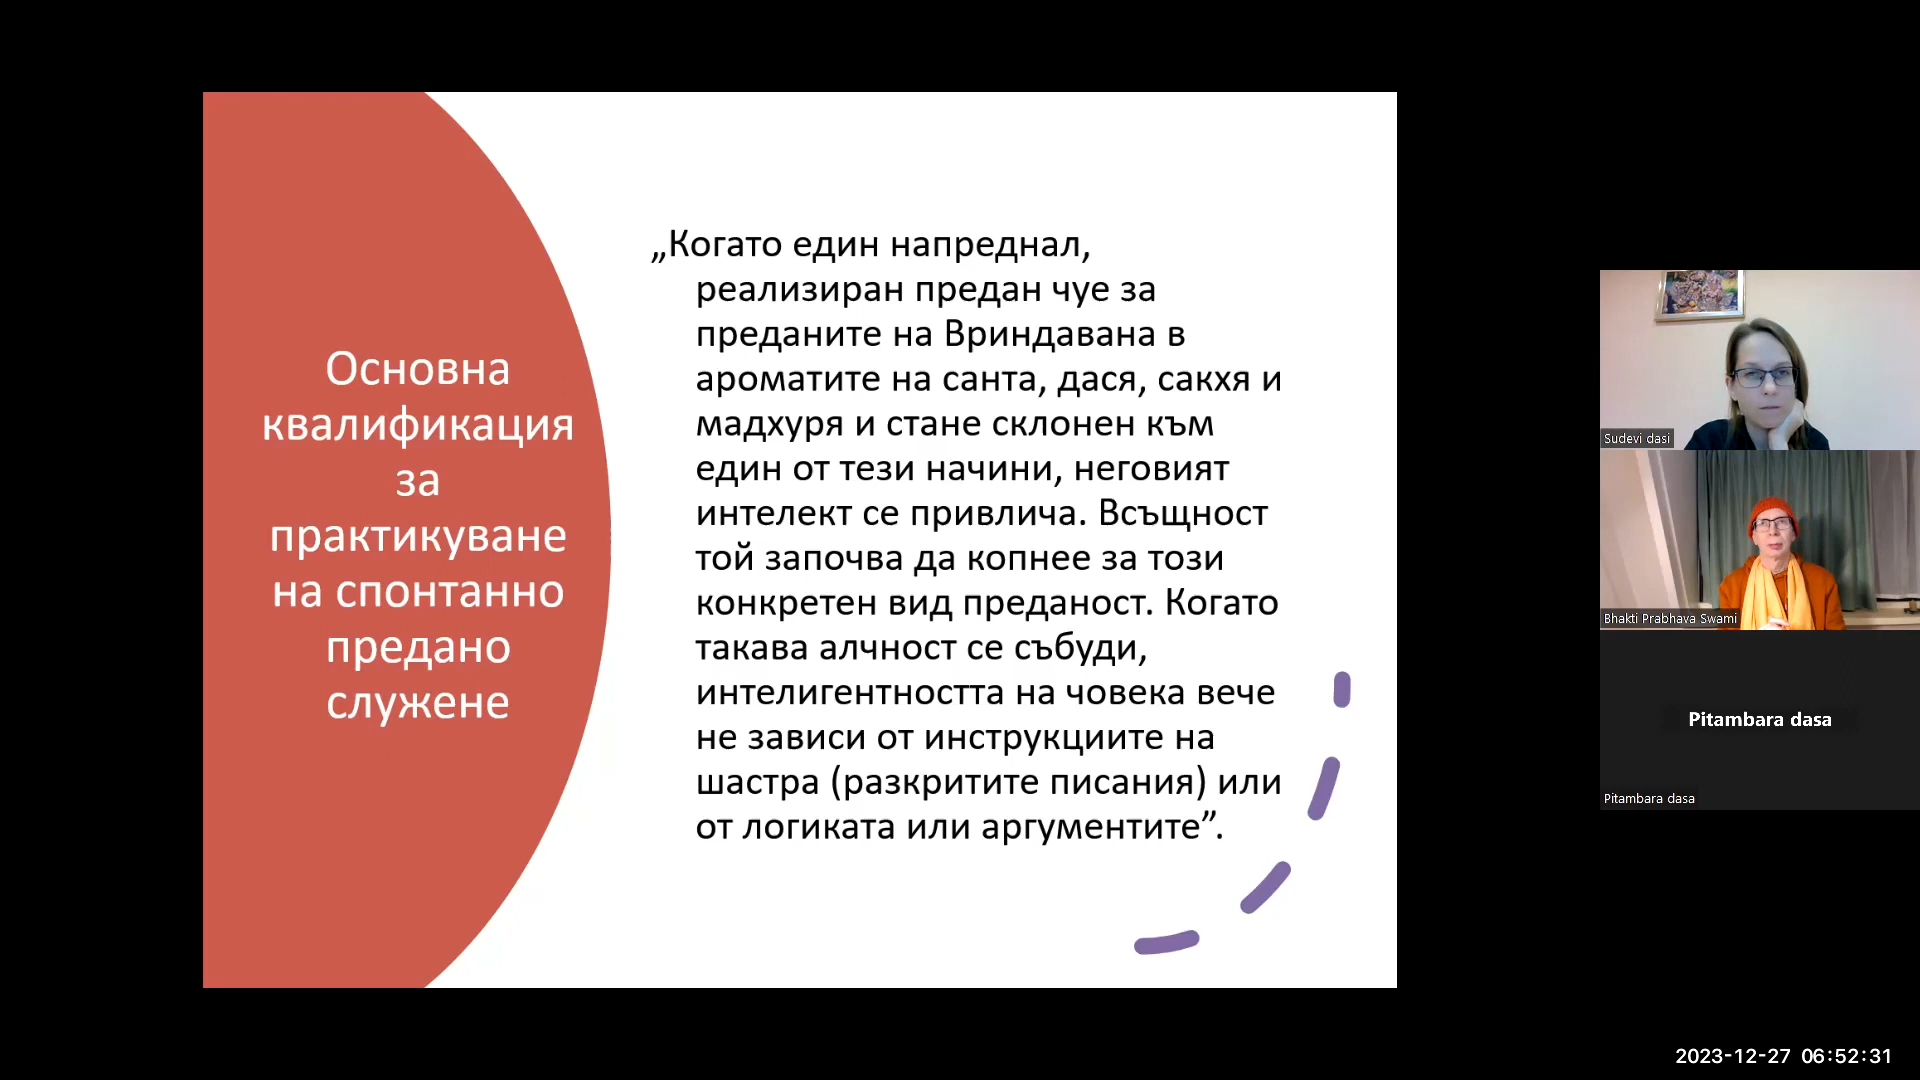 Основна
квалификация
за
практикуване
на спонтанно
предано
служене
„Когато един напреднал,
реализиран предан чуе за
преданите на Вриндавана в
ароматите на санта, дася, сакхя и
мадхуря и стане склонен към
един от тези начини, неговият
интелект се привлича. Всъщност
той започва да копнее за този
конкретен вид преданост. Когато
такава алчност се събуди,
интелигентността на човека вече
не зависи от инструкциите на
шастра (разкритите писания) или
от логиката или аргументите”.
Sudevi dasi
Bhakti Prabhava Swami
Pitambara dasa
Pitambara dasa
2023-12-27 06:52:31